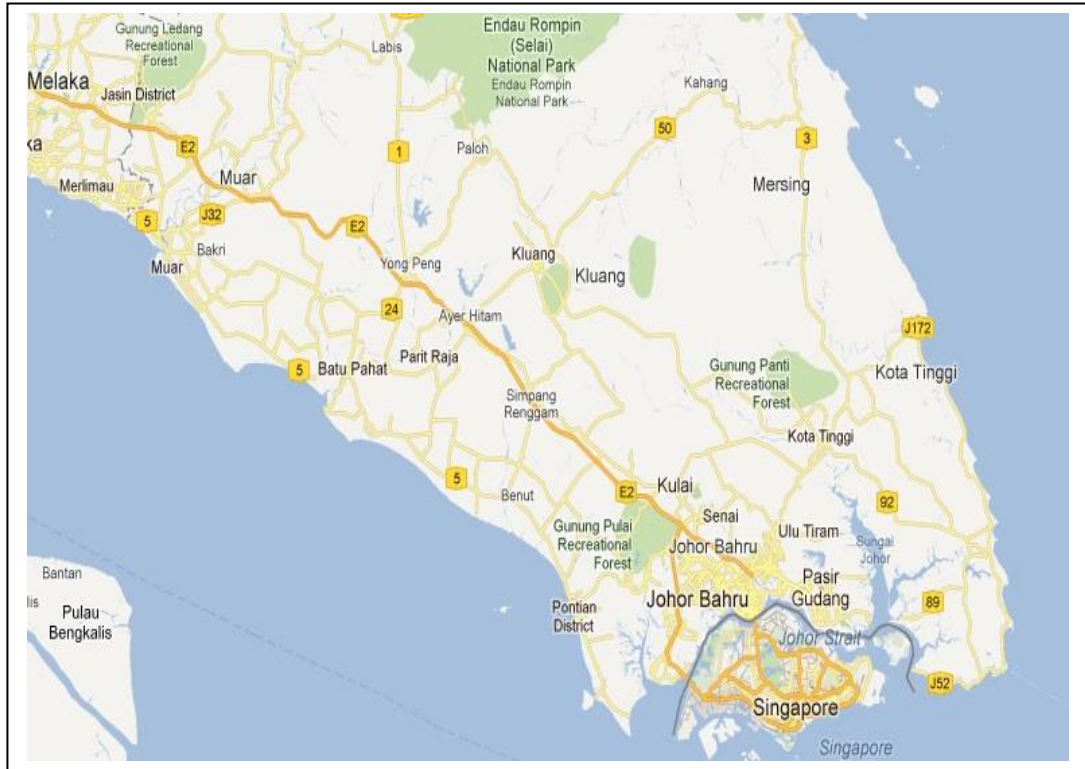 Gunung Ledang
Recreational
Forest
Labis
Endau Rompin
(Selai)
National Park
Endau Rompin
National Park
Kahang
Melaka
Jasin District
50
3
E2
1
Paloh
ka
Merlimau
Muar
Mersing
5
J32
E2
Bakri
Muar
Yong Peng
Kluang
Kluang
24
Ayer Hitam
J172
5
Batu Pahat
Parit Raja
Gunung Panti
Recreational
Forest
Kota Tinggi
Simpang
Renggam
Kota Tinggi
5
Benut
E2
Kulai
92
Senai
Gunung Pulai
Recreational
Forest
Ulu Tiram
Sungai
Johor
Johor Bahru
Bantan
lis
Pulau
Bengkalis
Pontian
District
Johor Bahru
Pasir
Gudang
89
Johor Strait
J52
Singapore
Singapore